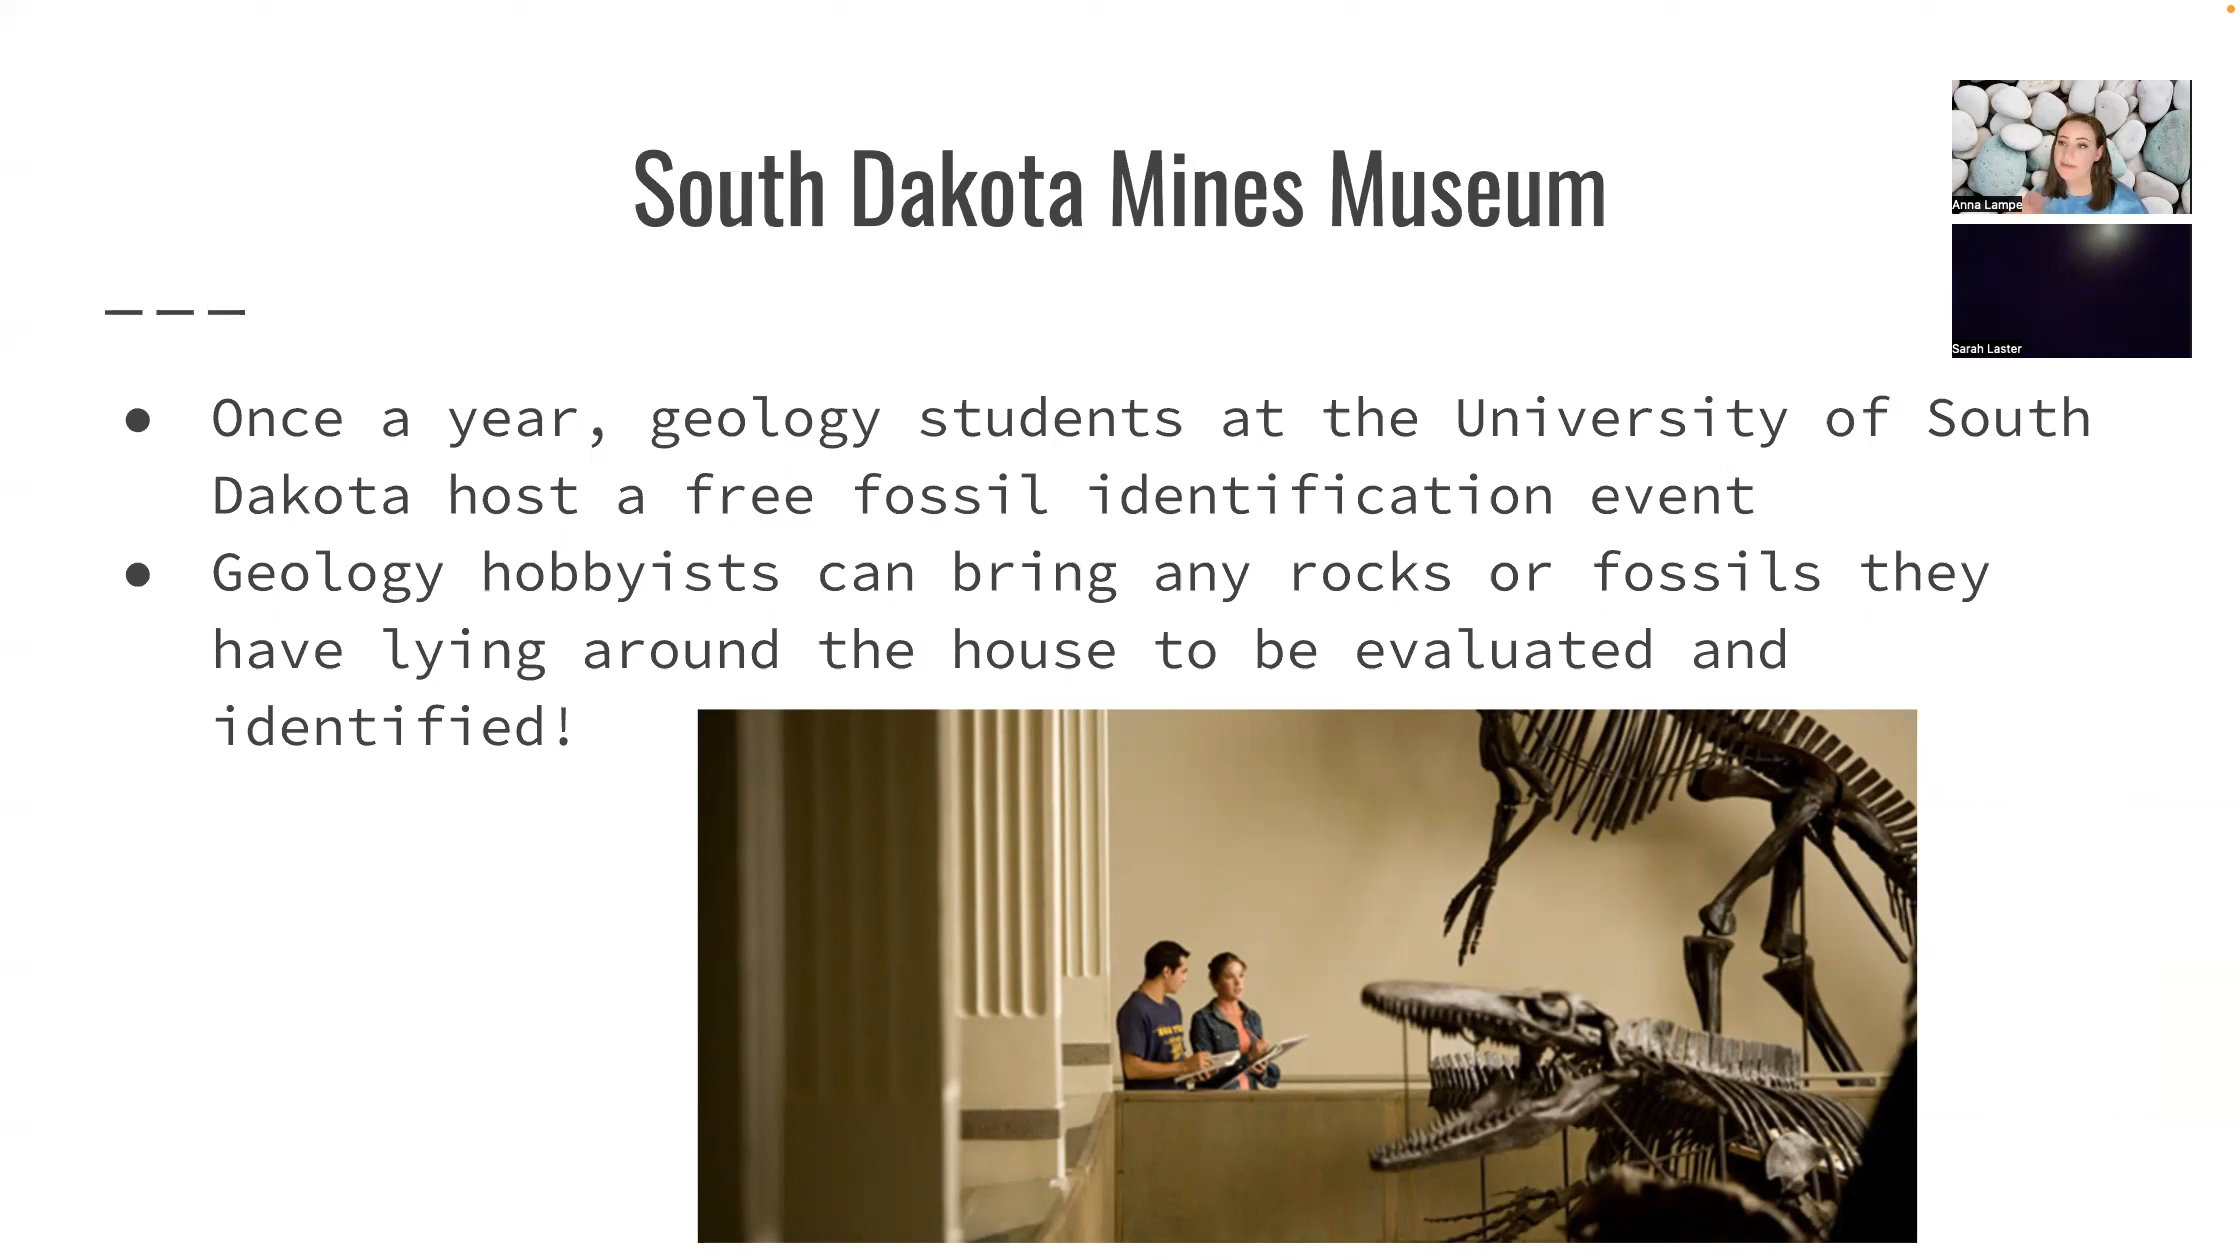 South Dakota Mines Museum
Anna Lampe
Sarah Laster
● Once a year, geology students at the University of South
Dakota host a free fossil identification event
● Geology hobbyists can bring any rocks or fossils they
have lying around the house to be evaluated and
identified!